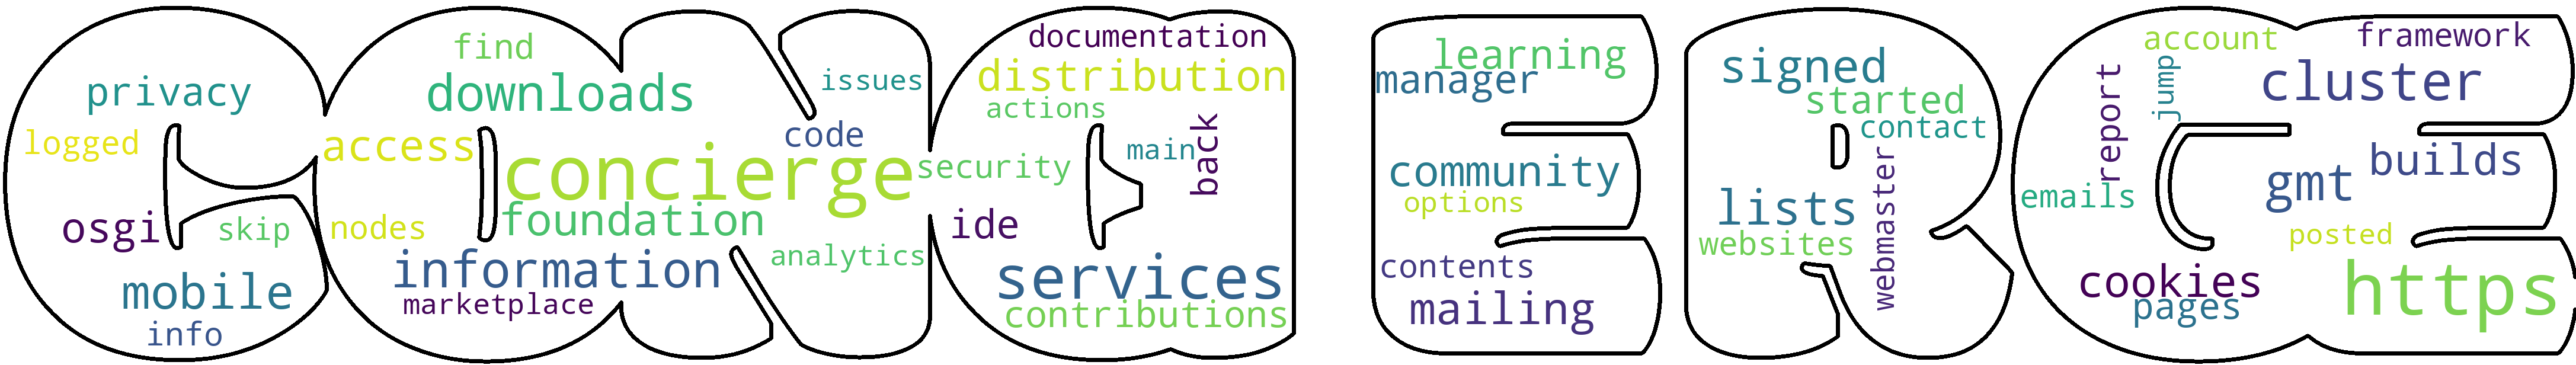 privacy
logged
osgi
skip
mobile
info
find
downloads
access
concierge
foundation
nodes
information
marketplace
issues
code
security
analytics
documentation
distribution
actions
main
back
ide
services
contributions
learning
manager
community
options
contents
mailing
signed
started
contact
lists
websites
webmaster
account
framework
report
jump
cluster
builds
gmt
emails
posted
cookies
pages
https